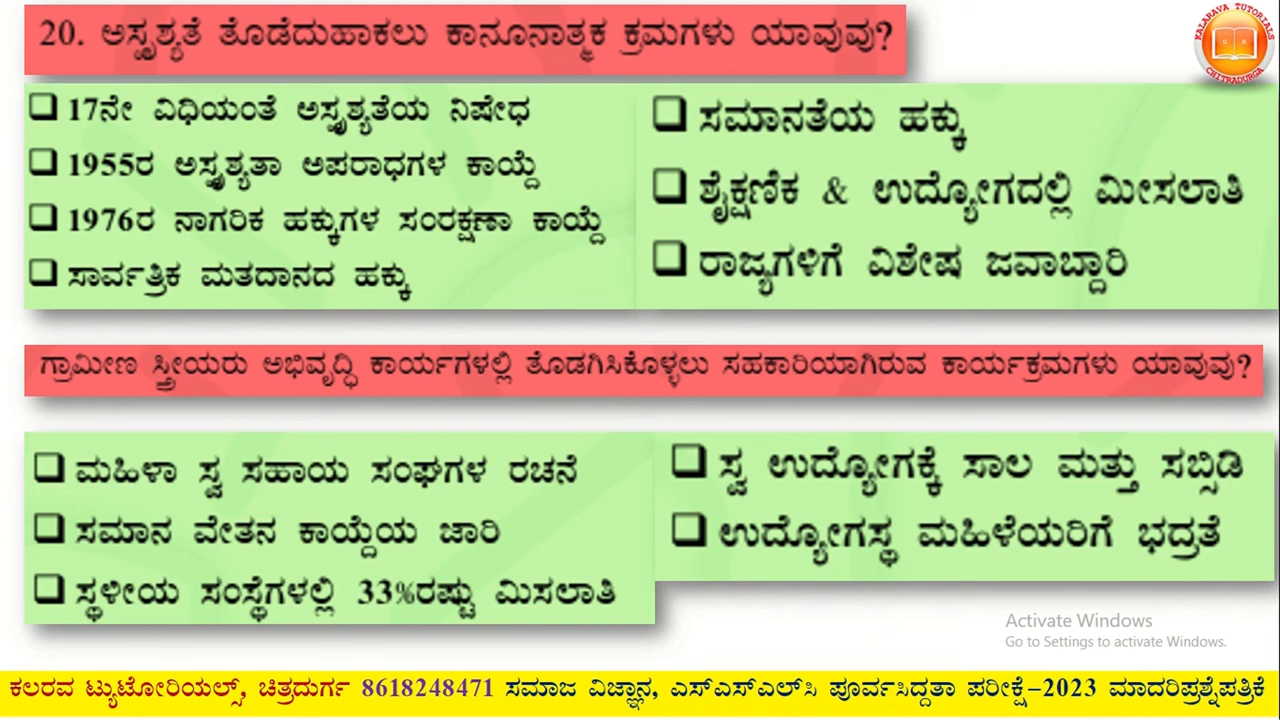 20. ಅಸ್ಪೃಶ್ಯತೆ ತೊಡೆದುಹಾಕಲು ಕಾನೂನಾತ್ಮಕ ಕ್ರಮಗಳು ಯಾವುವು?
KALARAVA TUTORIALS
CHITRADURGA
❑ 17ನೇ ವಿಧಿಯಂತೆ ಅಸ್ಪೃಶ್ಯತೆಯ ನಿಷೇಧ
❑ 1955ರ ಅಸ್ಪೃಶ್ಯತಾ ಅಪರಾಧಗಳ ಕಾಯ್ದೆ
❑ 1976ರ ನಾಗರಿಕ ಹಕ್ಕುಗಳ ಸಂರಕ್ಷಣಾ ಕಾಯ್ದೆ
❑ ಸಾರ್ವತ್ರಿಕ ಮತದಾನದ ಹಕ್ಕು
❑ ಸಮಾನತೆಯ ಹಕ್ಕು
❑ ಶೈಕ್ಷಣಿಕ & ಉದ್ಯೋಗದಲ್ಲಿ ಮೀಸಲಾತಿ
❑ ರಾಜ್ಯಗಳಿಗೆ ವಿಶೇಷ ಜವಾಬ್ದಾರಿ
ಗ್ರಾಮೀಣ ಸ್ತ್ರೀಯರು ಅಭಿವೃದ್ಧಿ ಕಾರ್ಯಗಳಲ್ಲಿ ತೊಡಗಿಸಿಕೊಳ್ಳಲು ಸಹಕಾರಿಯಾಗಿರುವ ಕಾರ್ಯಕ್ರಮಗಳು ಯಾವುವು?
❑ ಮಹಿಳಾ ಸ್ವ ಸಹಾಯ ಸಂಘಗಳ ರಚನೆ
❑ ಸಮಾನ ವೇತನ ಕಾಯ್ದೆಯ ಜಾರಿ
❑ ಸ್ಥಳೀಯ ಸಂಸ್ಥೆಗಳಲ್ಲಿ 33%ರಷ್ಟು ಮಿಸಲಾತಿ
❑ ಸ್ವ ಉದ್ಯೋಗಕ್ಕೆ ಸಾಲ ಮತ್ತು ಸಬ್ಸಿಡಿ
❑ ಉದ್ಯೋಗಸ್ಥ ಮಹಿಳೆಯರಿಗೆ ಭದ್ರತೆ
Activate Windows
Go to Settings to activate Windows.
ಕಲರವ ಟ್ಯುಟೋರಿಯಲ್ಸ್, ಚಿತ್ರದುರ್ಗ 8618248471 ಸಮಾಜ ವಿಜ್ಞಾನ, ಎಸ್ಎಸ್ಎಲ್‌ಸಿ ಪೂರ್ವಸಿದ್ದತಾ ಪರೀಕ್ಷೆ-2023 ಮಾದರಿಪ್ರಶ್ನೆಪತ್ರಿಕೆ